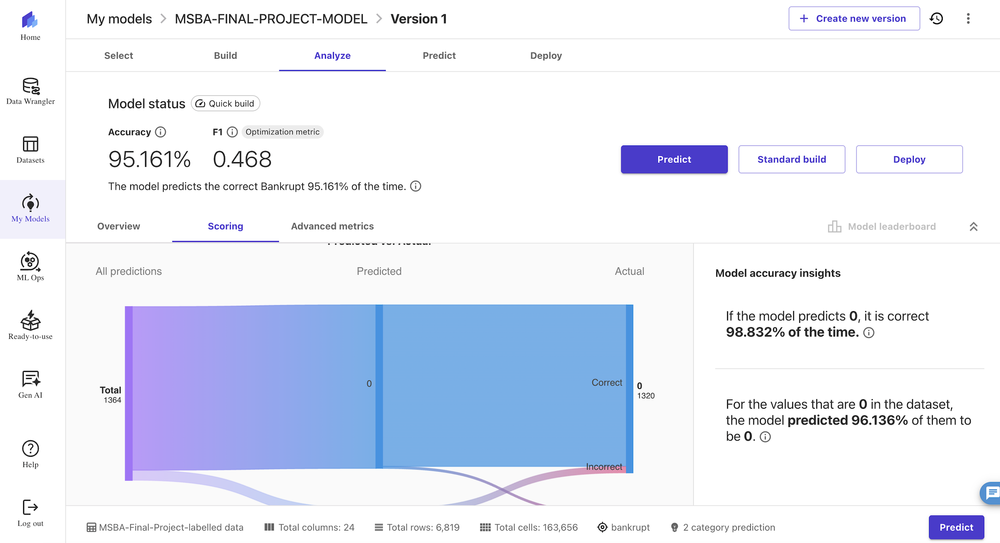 Home
Data Wrangler
Datasets
My Models
ML Ops
Ready-to-use
Gen AI
Help
Log out
My models > MSBA-FINAL-PROJECT-MODEL > Version 1
+ Create new version
Select Build Analyze Predict Deploy
Model status Quick build
Accuracy F1 Optimization metric
95.161% 0.468
The model predicts the correct Bankrupt 95.161% of the time.
Predict Standard build Deploy
Overview Scoring Advanced metrics Model leaderboard
Predicted vs. Actual
All predictions Predicted Actual
Total
1364
0
Correct
Incorrect
0
1320
Model accuracy insights
If the model predicts 0, it is correct
98.832% of the time.
For the values that are 0 in the dataset,
the model predicted 96.136% of them to
be 0.
MSBA-Final-Project-labelled data Total columns: 24 Total rows: 6,819 Total cells: 163,656 bankrupt 2 category prediction
Predict